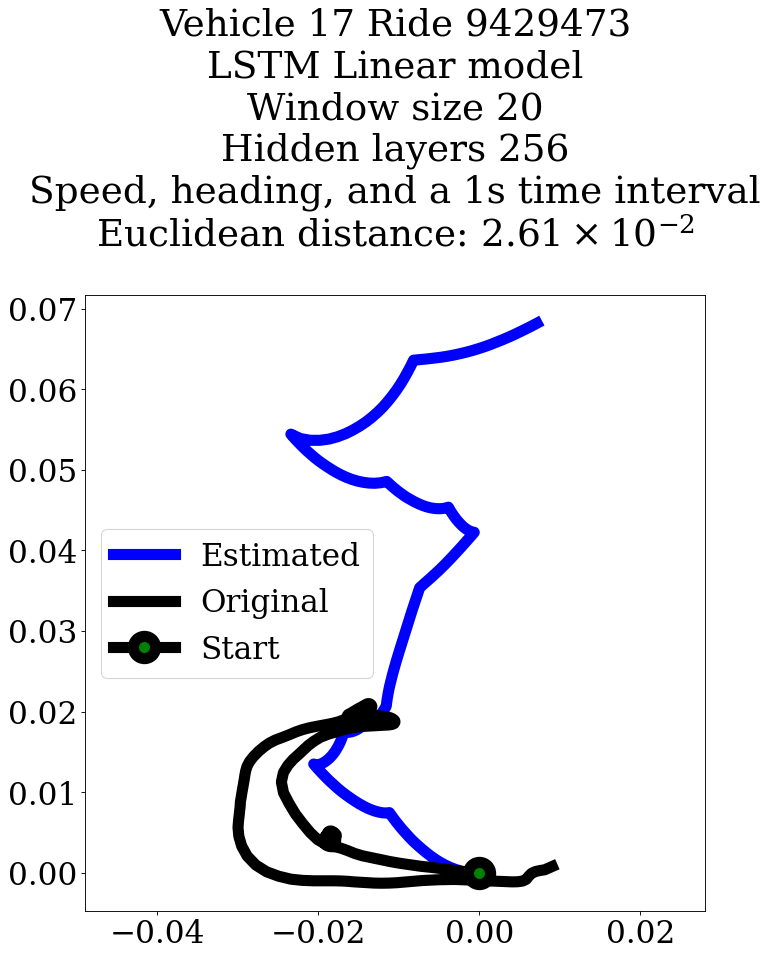 Vehicle 17 Ride 9429473
LSTM Linear model
Window size 20
Hidden layers 256
Speed, heading, and a 1s time interval
Euclidean distance: 2.61 × 10⁻²
0.07
0.06
0.05
0.04
0.03
0.02
0.01
0.00
Estimated
Original
Start
−0.04
−0.02
0.00
0.02